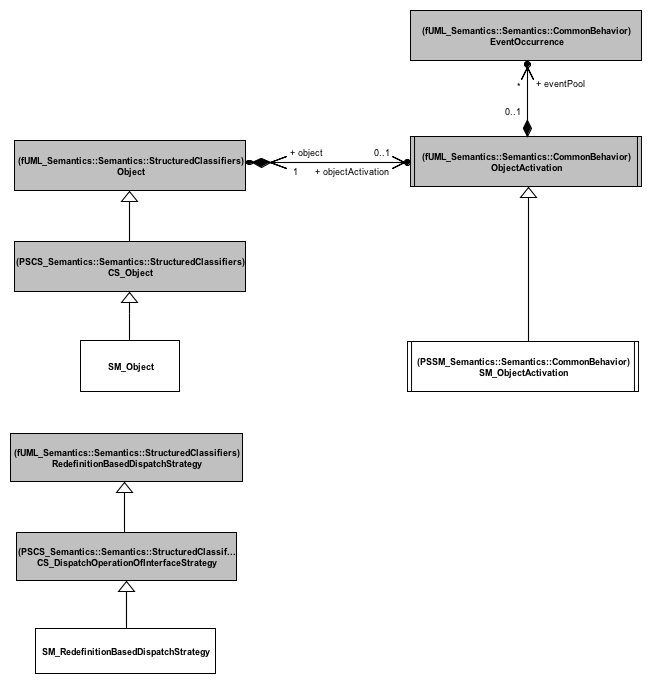 (fUML_Semantics::Semantics::CommonBehavior)
EventOccurrence
* + eventPool
0..1
(fUML_Semantics::Semantics::StructuredClassifiers)
Object
+ object 0..1
1 + objectActivation
(fUML_Semantics::Semantics::CommonBehavior)
ObjectActivation
(PSCS_Semantics::Semantics::StructuredClassifiers)
CS_Object
SM_Object
(PSSM_Semantics::Semantics::CommonBehavior)
SM_ObjectActivation
(fUML_Semantics::Semantics::StructuredClassifiers)
RedefinitionBasedDispatchStrategy
(PSCS_Semantics::Semantics::StructuredClassif...
CS_DispatchOperationOfInterfaceStrategy
SM_RedefinitionBasedDispatchStrategy